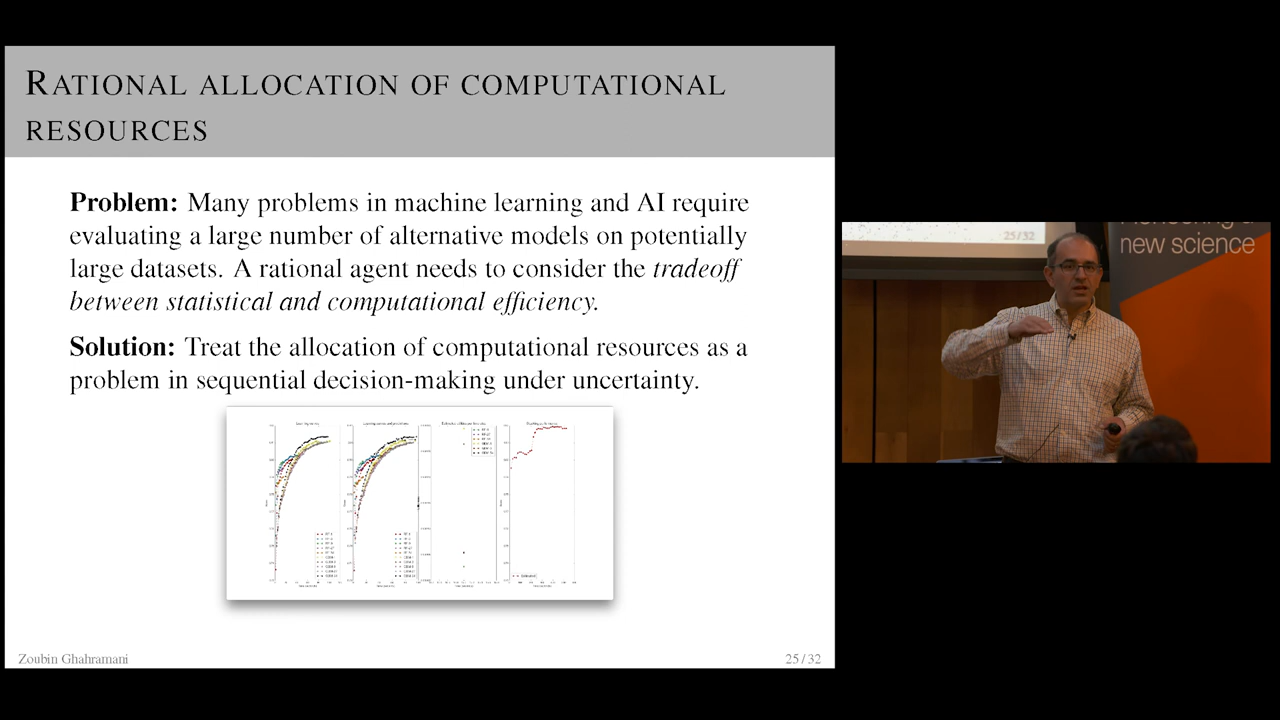 RATIONAL ALLOCATION OF COMPUTATIONAL
RESOURCES
Problem: Many problems in machine learning and AI require
evaluating a large number of alternative models on potentially
large datasets. A rational agent needs to consider the tradeoff
between statistical and computational efficiency.
Solution: Treat the allocation of computational resources as a
problem in sequential decision-making under uncertainty.
Zoubin Ghahramani
25 / 32
25/32
new science